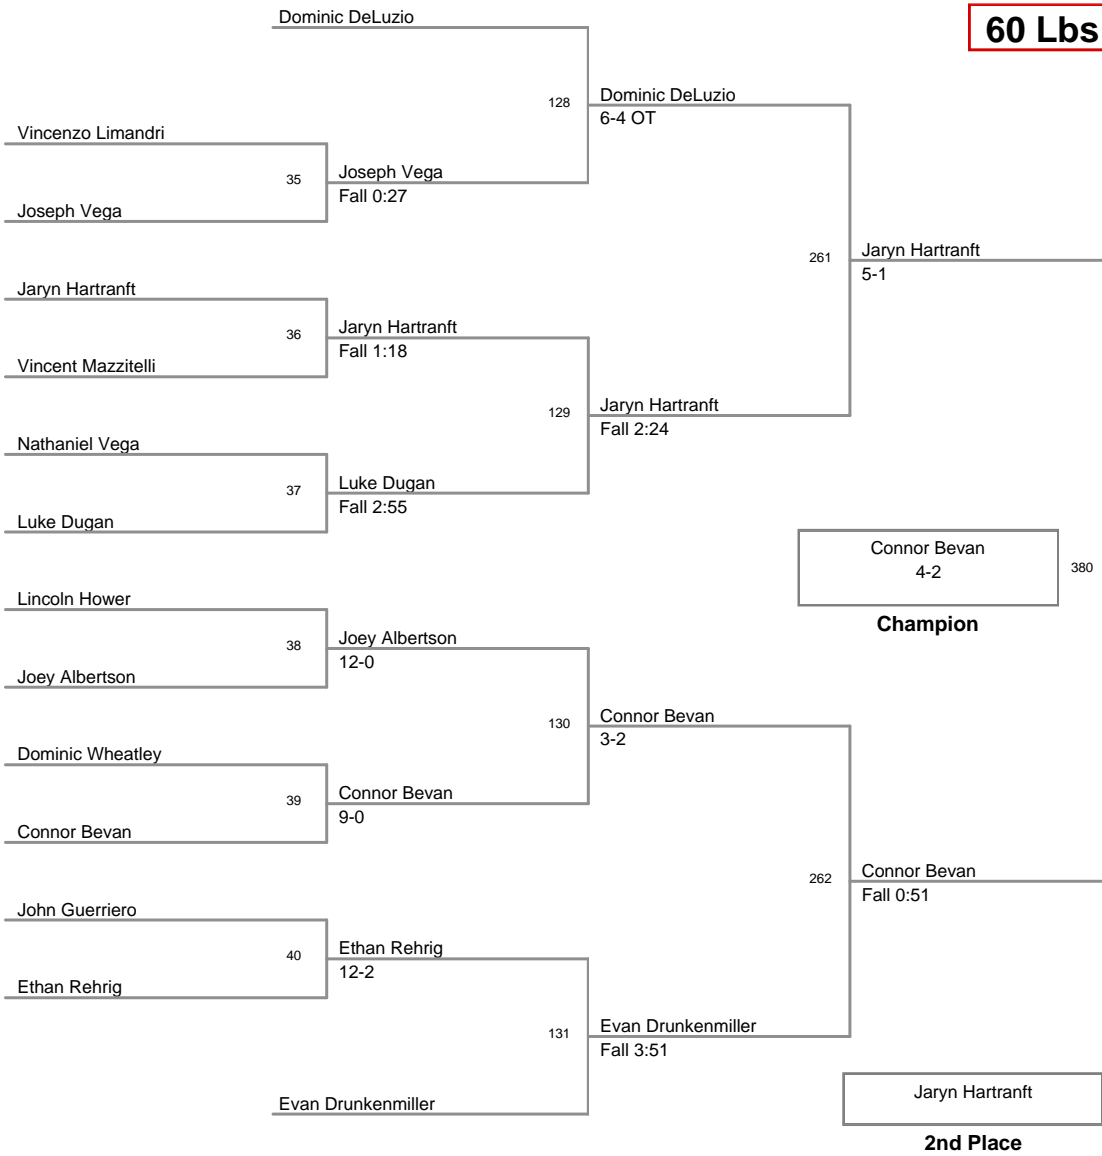 Dominic DeLuzio
60 Lbs
128
Dominic DeLuzio
6-4 OT
Vincenzo Limandri
35
Joseph Vega
Fall 0:27
Joseph Vega
261
Jaryn Hartranft
5-1
Jaryn Hartranft
36
Jaryn Hartranft
Fall 1:18
Vincent Mazzitelli
129
Jaryn Hartranft
Fall 2:24
Nathaniel Vega
37
Luke Dugan
Fall 2:55
Luke Dugan
Connor Bevan
4-2
380
Champion
Lincoln Hower
38
Joey Albertson
12-0
Joey Albertson
130
Connor Bevan
3-2
Dominic Wheatley
39
Connor Bevan
9-0
Connor Bevan
262
Connor Bevan
Fall 0:51
John Guerriero
40
Ethan Rehrig
12-2
Ethan Rehrig
131
Evan Drunkenmiller
Fall 3:51
Evan Drunkenmiller
Jaryn Hartranft
2nd Place